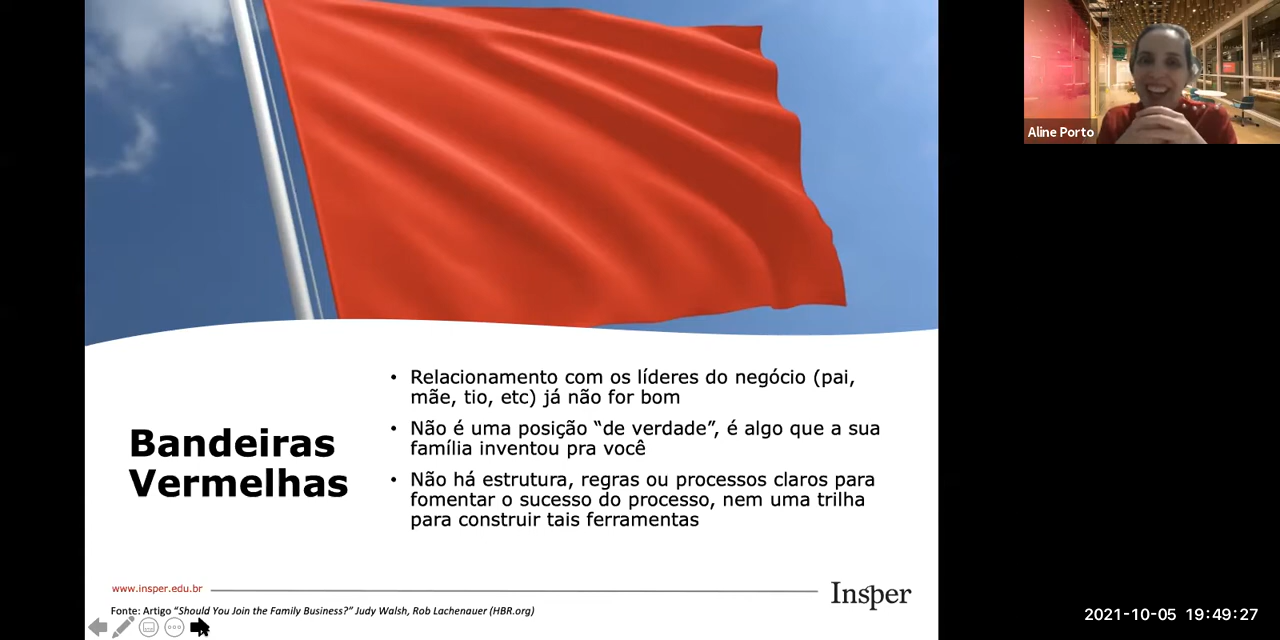 Aline Porto
Bandeiras
Vermelhas
• Relacionamento com os líderes do negócio (pai,
mãe, tio, etc) já não for bom
• Não é uma posição “de verdade”, é algo que a sua
família inventou pra você
• Não há estrutura, regras ou processos claros para
fomentar o sucesso do processo, nem uma trilha
para construir tais ferramentas
www.insper.edu.br
Insper
Fonte: Artigo “Should You Join the Family Business?” Judy Walsh, Rob Lachenauer (HBR.org)
2021-10-05 19:49:27